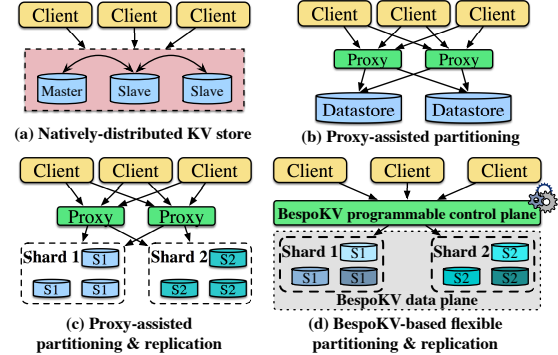 Client Client Client
Master Slave Slave
(a) Natively-distributed KV store
Client Client Client
Proxy Proxy
Datastore Datastore
(b) Proxy-assisted partitioning
Client Client Client
Proxy Proxy
Shard 1 S1
S1 S1
Shard 2 S2
S2 S2
(c) Proxy-assisted
partitioning & replication
Client Client Client
BespoKV programmable control plane
Shard 1 S1
S1 S1
Shard 2 S2
S2 S2
BespoKV data plane
(d) BespoKV-based flexible
partitioning & replication